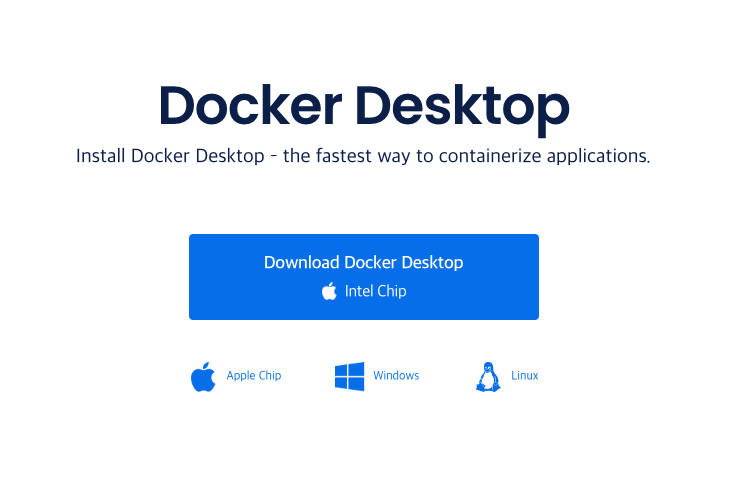 Docker Desktop
Install Docker Desktop - the fastest way to containerize applications.
Download Docker Desktop
Intel Chip
Apple Chip
Windows
Linux